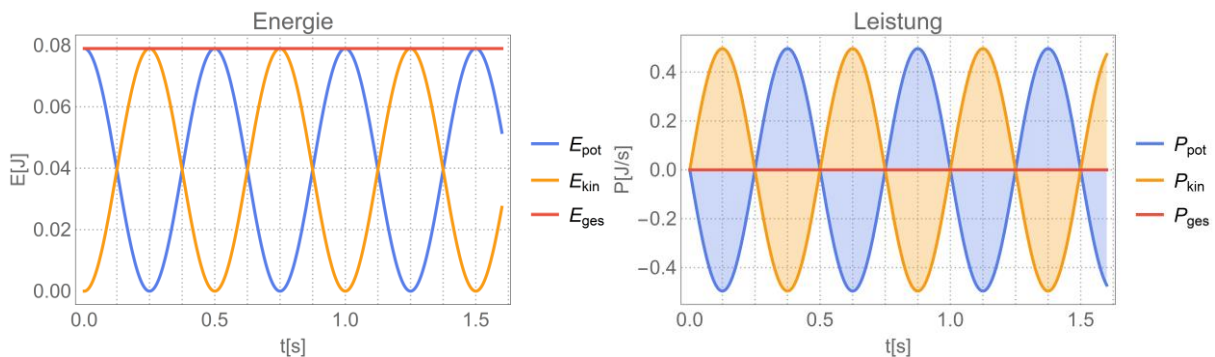 Energie
E[J]
0.08
0.06
0.04
0.02
0.00
0.0 0.5 1.0 1.5
t[s]
Epot
Ekin
Eges
Leistung
P[J/s]
0.4
0.2
0.0
−0.2
−0.4
0.0 0.5 1.0 1.5
t[s]
Ppot
Pkin
Pges